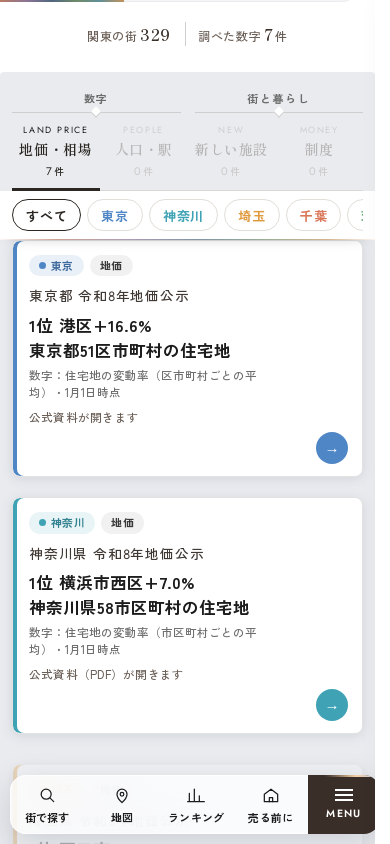 関東の街 329 調べた数字 7件
数字 街と暮らし
LAND PRICE PEOPLE NEW MONEY
地価・相場 人口・駅 新しい施設 制度
7件 0件 0件 0件
すべて 東京 神奈川 埼玉 千葉
東京 地価
東京都 令和8年地価公示
1位 港区+16.6%
東京都51区市町村の住宅地
数字：住宅地の変動率（区市町村ごとの平
均）・1月1日時点
公式資料が開きます
→
神奈川 地価
神奈川県 令和8年地価公示
1位 横浜市西区+7.0%
神奈川県58市区町村の住宅地
数字：住宅地の変動率（市区町村ごとの平
均）・1月1日時点
公式資料（PDF）が開きます
→
街で探す 地図 ランキング 売る前に MENU